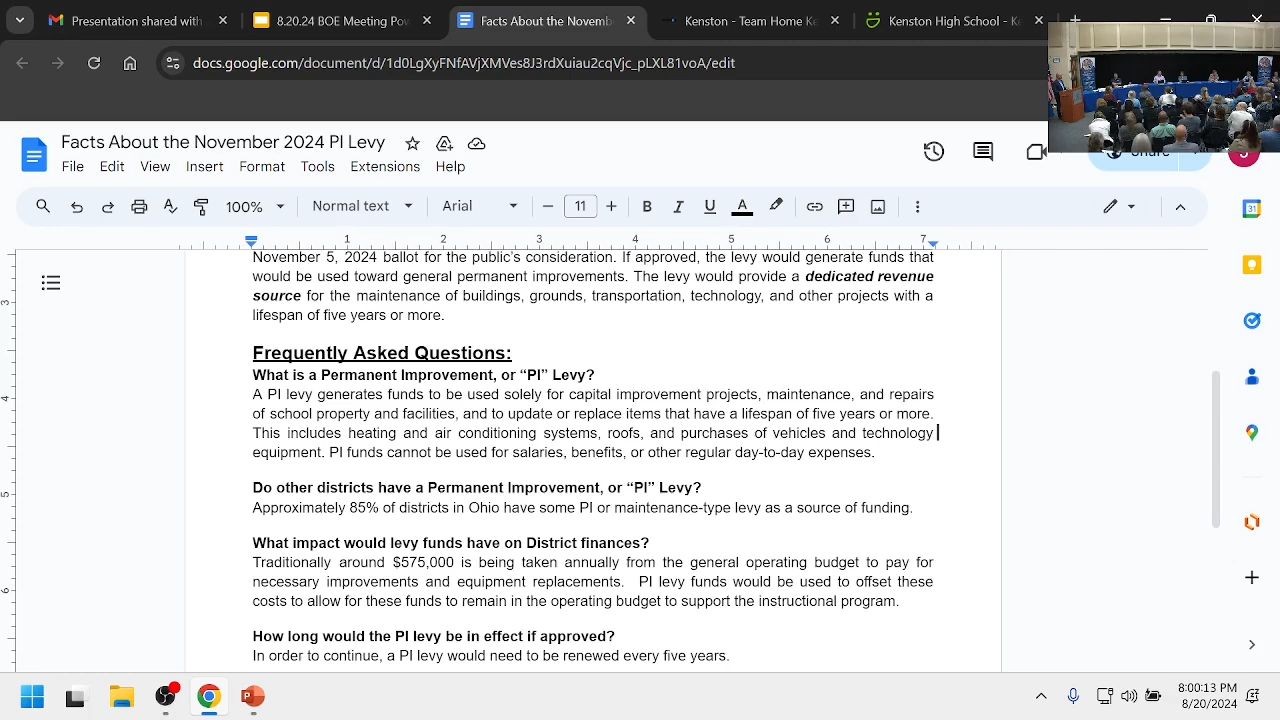 Presentation shared with
8.20.24 BOE Meeting Pow
Facts About the Novemb
Kenston - Team Home K
Kenston High School - K
Facts About the November 2024 PI Levy
File Edit View Insert Format Tools Extensions Help
Share
100% Normal text Arial 11
1 2 3 4 5 6 7
November 5, 2024 ballot for the public's consideration. If approved, the levy would generate funds that
would be used toward general permanent improvements. The levy would provide a dedicated revenue
source for the maintenance of buildings, grounds, transportation, technology, and other projects with a
lifespan of five years or more.
Frequently Asked Questions:
What is a Permanent Improvement, or “PI” Levy?
A PI levy generates funds to be used solely for capital improvement projects, maintenance, and repairs
of school property and facilities, and to update or replace items that have a lifespan of five years or more.
This includes heating and air conditioning systems, roofs, and purchases of vehicles and technology
equipment. PI funds cannot be used for salaries, benefits, or other regular day-to-day expenses.
Do other districts have a Permanent Improvement, or “PI” Levy?
Approximately 85% of districts in Ohio have some PI or maintenance-type levy as a source of funding.
What impact would levy funds have on District finances?
Traditionally around $575,000 is being taken annually from the general operating budget to pay for
necessary improvements and equipment replacements. PI levy funds would be used to offset these
costs to allow for these funds to remain in the operating budget to support the instructional program.
How long would the PI levy be in effect if approved?
In order to continue, a PI levy would need to be renewed every five years.
3
4
5
6
31
8:00:13 PM
8/20/2024